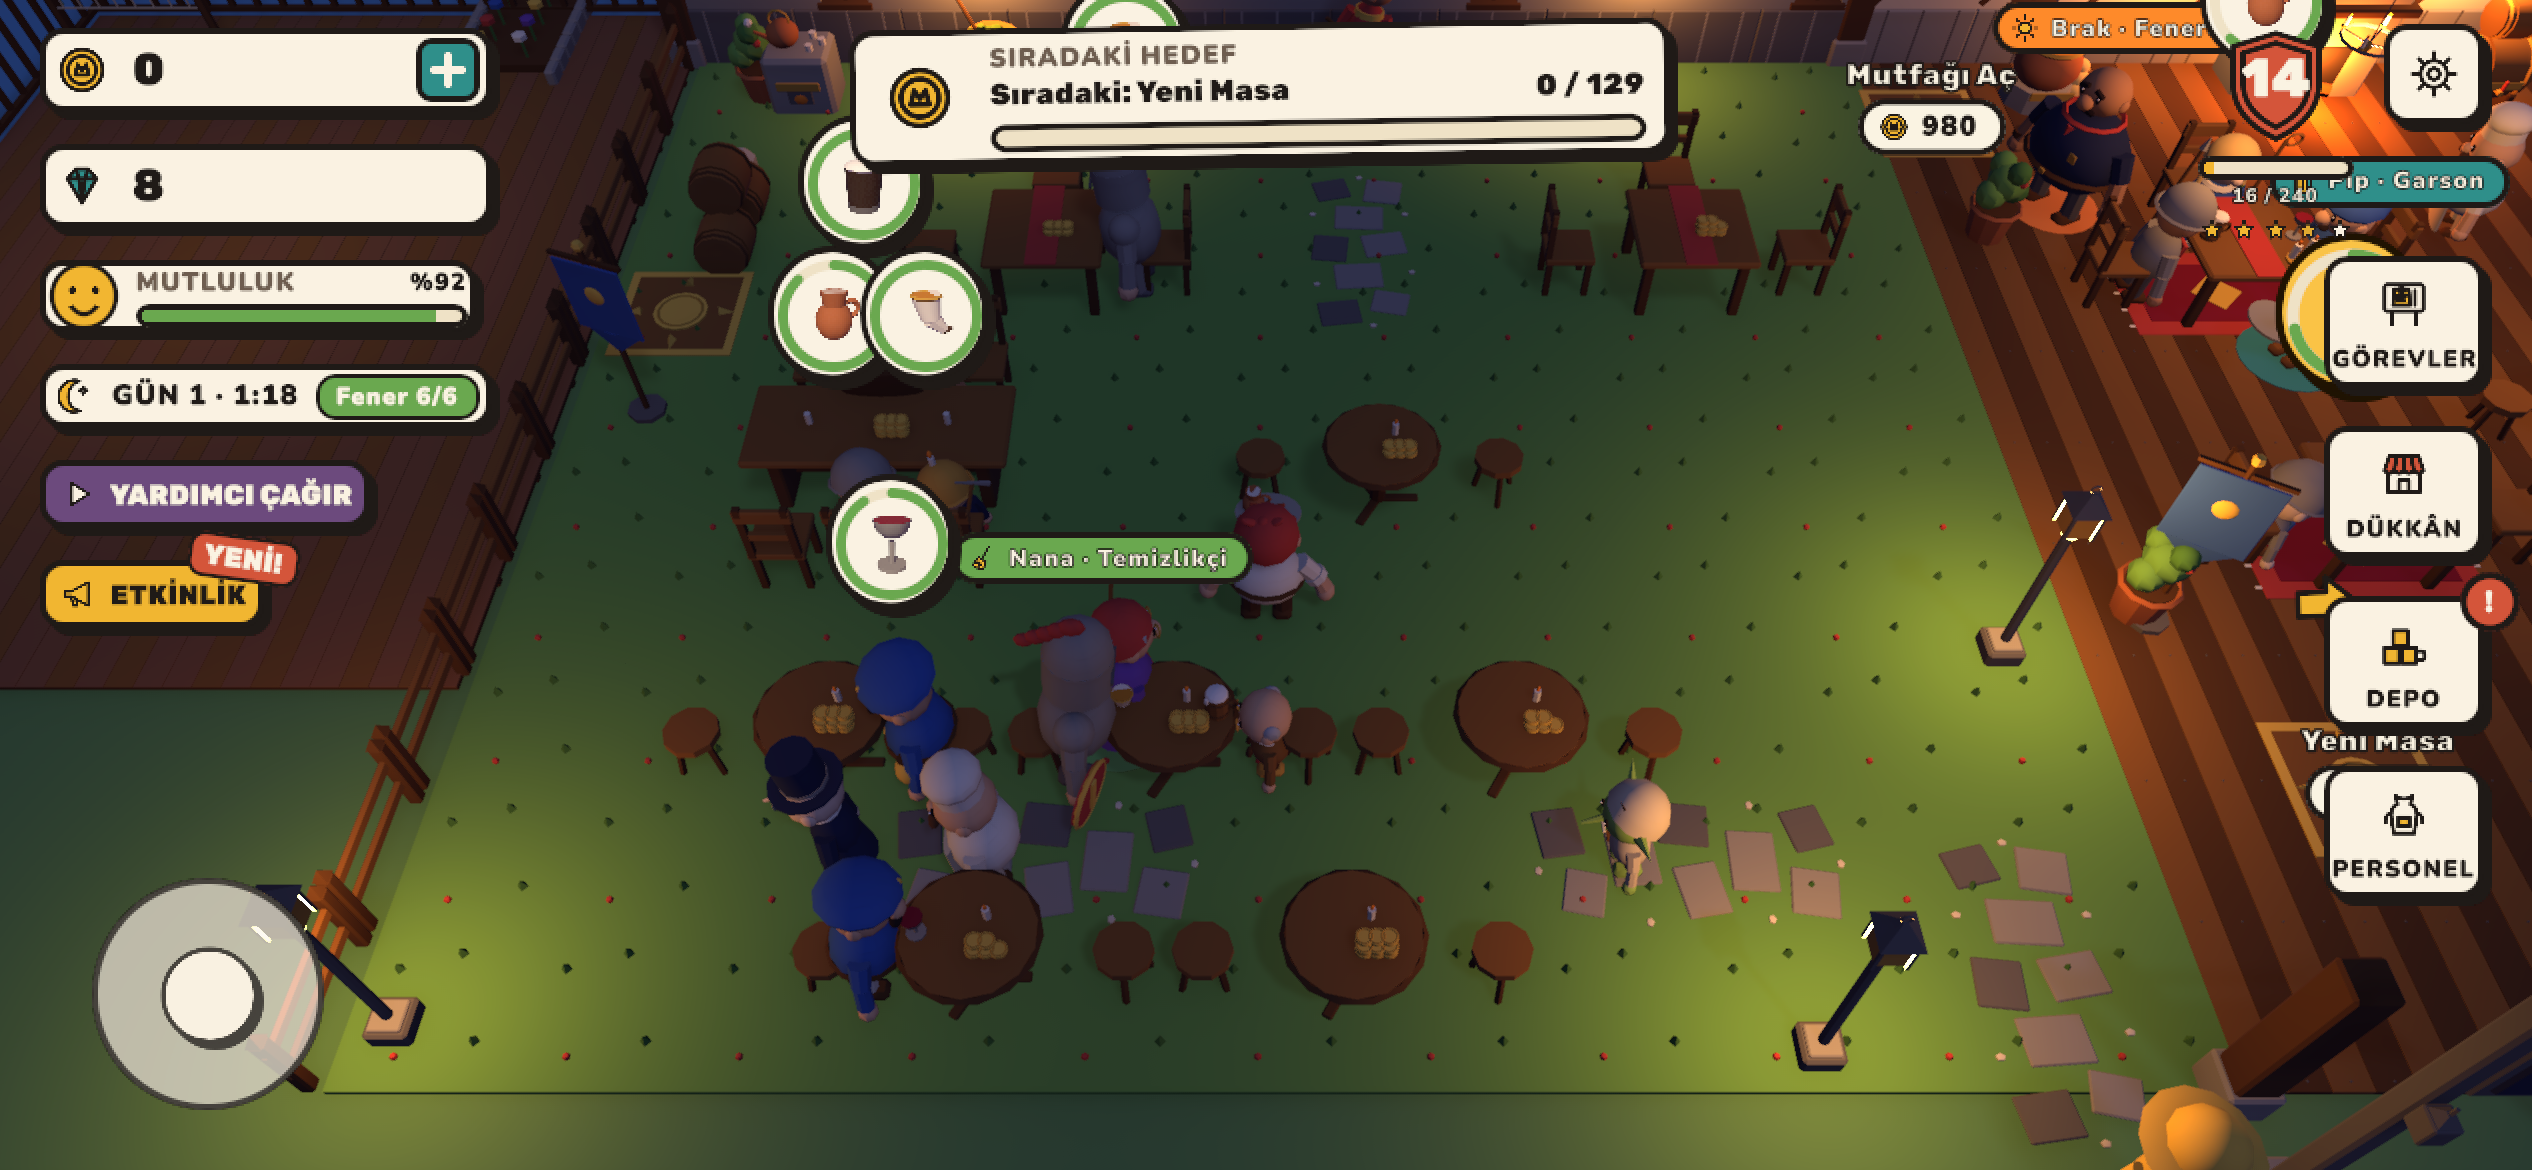 0
8
MUTLULUK
%92
GÜN 1 · 1:18
Fener 6/6
YARDIMCI ÇAĞIR
YENİ!
ETKİNLİK
SIRADAKİ HEDEF
Sıradaki: Yeni Masa
0 / 129
Brak · Fener
Mutfağı Aç
980
14
16 / 240
Pip · Garson
GÖREVLER
DÜKKÂN
!
DEPO
Yeni Masa
PERSONEL
Nana · Temizlikçi